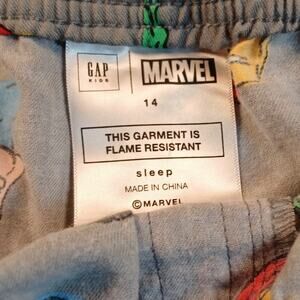 GAP
KIDS
MARVEL
14
THIS GARMENT IS
FLAME RESISTANT
sleep
MADE IN CHINA
©MARVEL